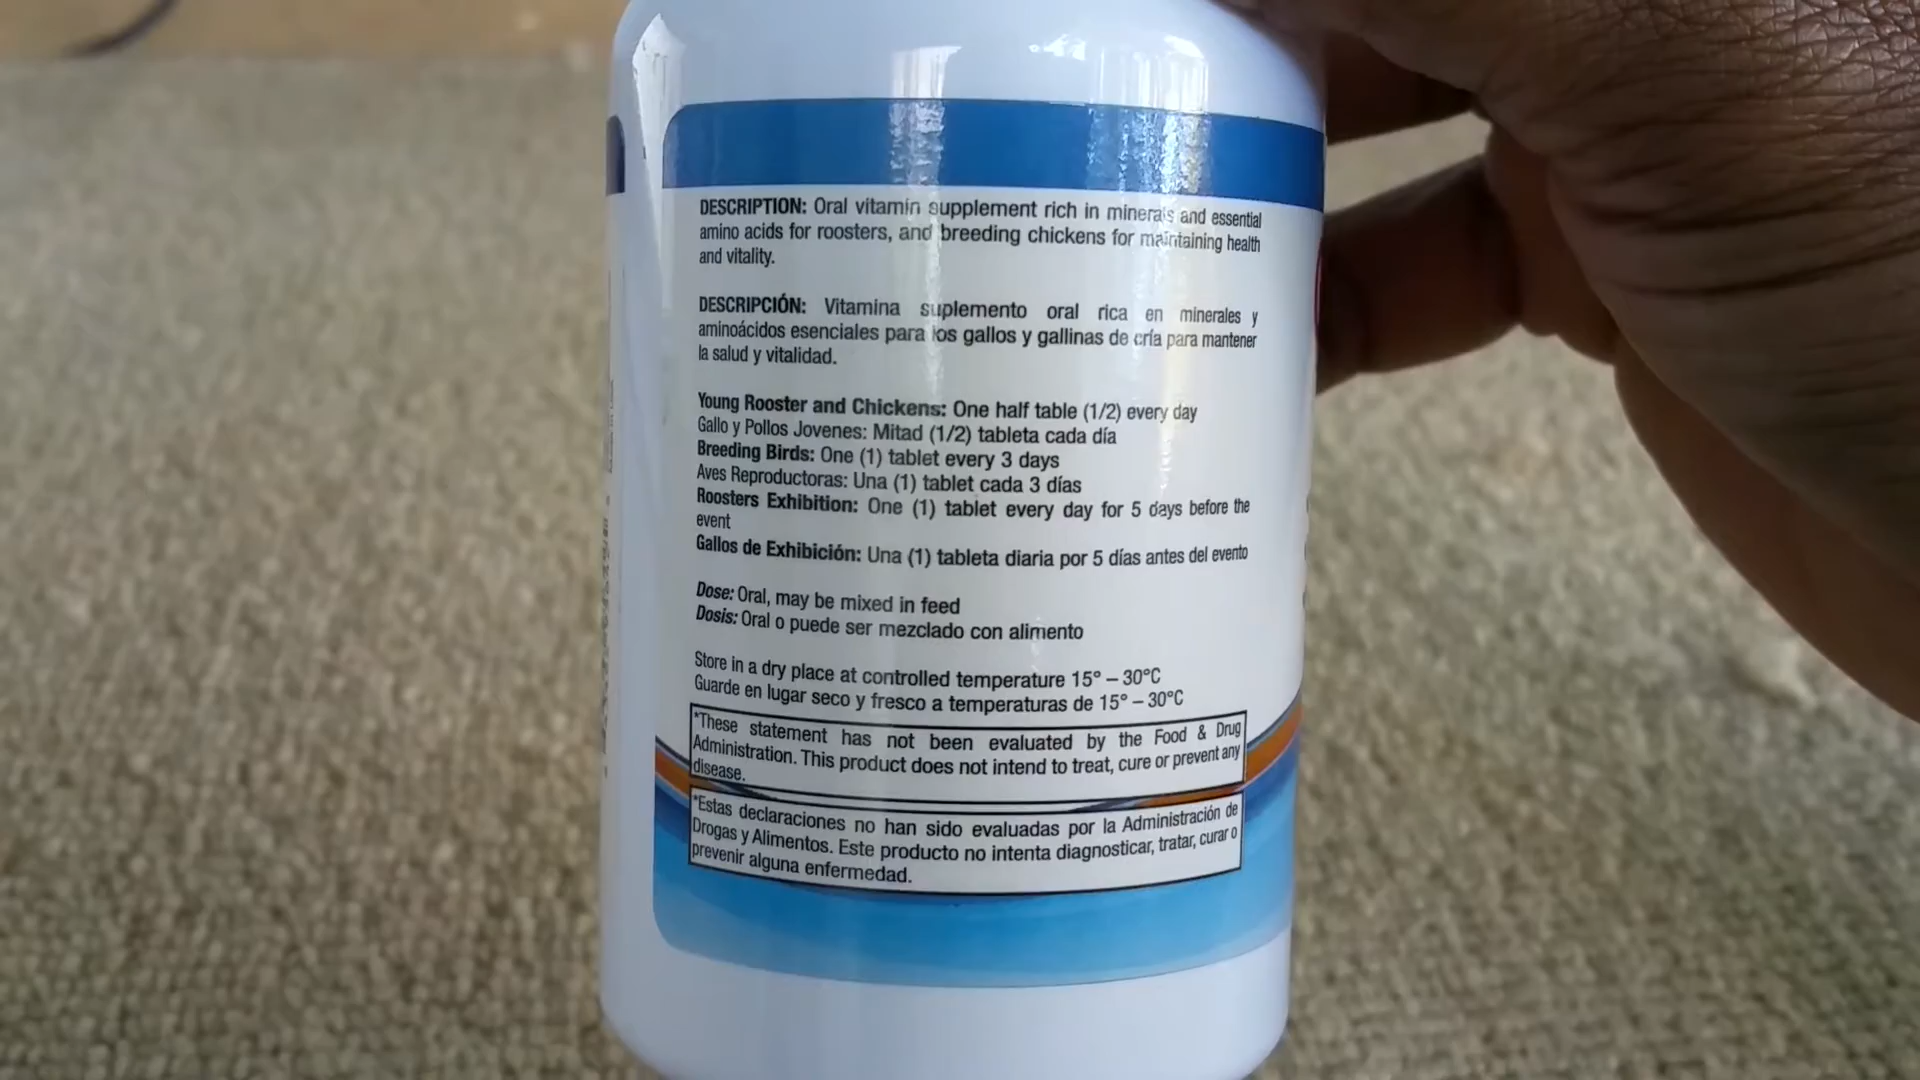 DESCRIPTION: Oral vitamin supplement rich in minerals and essential
amino acids for roosters, and breeding chickens for maintaining health
and vitality.
DESCRIPCIÓN: Vitamina suplemento oral rica en minerales y
aminoácidos esenciales para los gallos y gallinas de cría para mantener
la salud y vitalidad.
Young Rooster and Chickens: One half table (1/2) every day
Gallo y Pollos Jovenes: Mitad (1/2) tableta cada día
Breeding Birds: One (1) tablet every 3 days
Aves Reproductoras: Una (1) tablet cada 3 días
Roosters Exhibition: One (1) tablet every day for 5 days before the
event
Gallos de Exhibición: Una (1) tableta diaria por 5 días antes del evento
Dose: Oral, may be mixed in feed
Dosis: Oral o puede ser mezclado con alimento
Store in a dry place at controlled temperature 15° – 30°C
Guarde en lugar seco y fresco a temperaturas de 15° – 30°C
*These statement has not been evaluated by the Food & Drug
Administration. This product does not intend to treat, cure or prevent any
disease.
*Estas declaraciones no han sido evaluadas por la Administración de
Drogas y Alimentos. Este producto no intenta diagnosticar, tratar, curar o
prevenir alguna enfermedad.